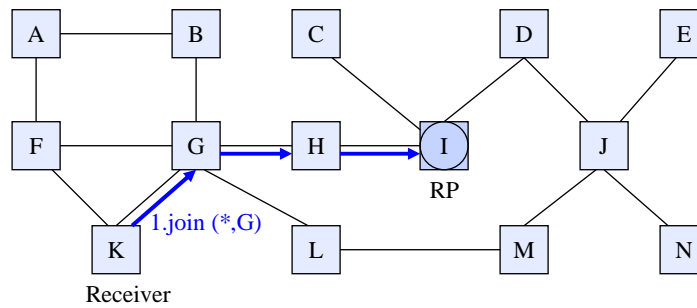 A B C D E
F G H I J
RP
1.join (*,G)
K L M N
Receiver